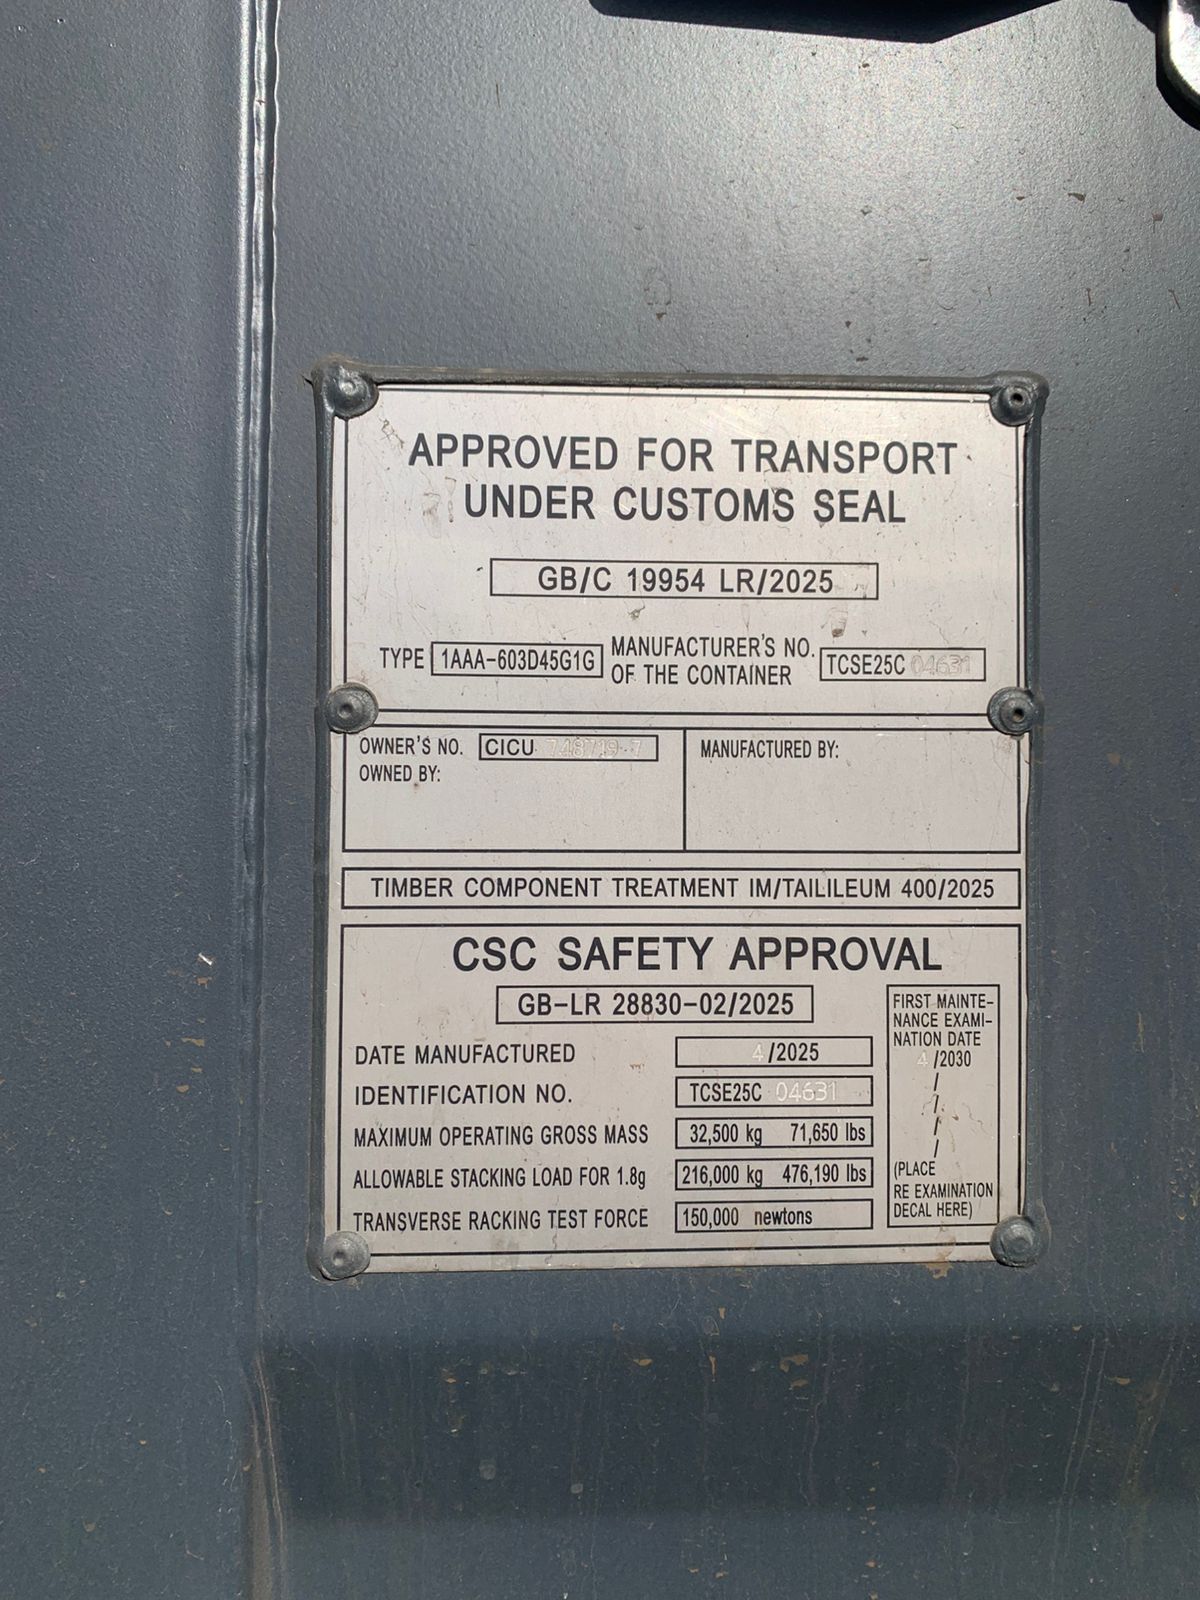 APPROVED FOR TRANSPORT
UNDER CUSTOMS SEAL
GB/C 19954 LR/2025
TYPE 1AAA-603D45G1G MANUFACTURER'S NO. OF THE CONTAINER TCSE25C 04631
OWNER'S NO. CICU 748719 7
OWNED BY:
MANUFACTURED BY:
TIMBER COMPONENT TREATMENT IM/TAILILEUM 400/2025
CSC SAFETY APPROVAL
GB-LR 28830-02/2025
DATE MANUFACTURED 4/2025
IDENTIFICATION NO. TCSE25C 04631
MAXIMUM OPERATING GROSS MASS 32,500 kg 71,650 lbs
ALLOWABLE STACKING LOAD FOR 1.8g 216,000 kg 476,190 lbs
TRANSVERSE RACKING TEST FORCE 150,000 newtons
FIRST MAINTE-
NANCE EXAMI-
NATION DATE
4/2030
/
/
/
/
(PLACE
RE EXAMINATION
DECAL HERE)